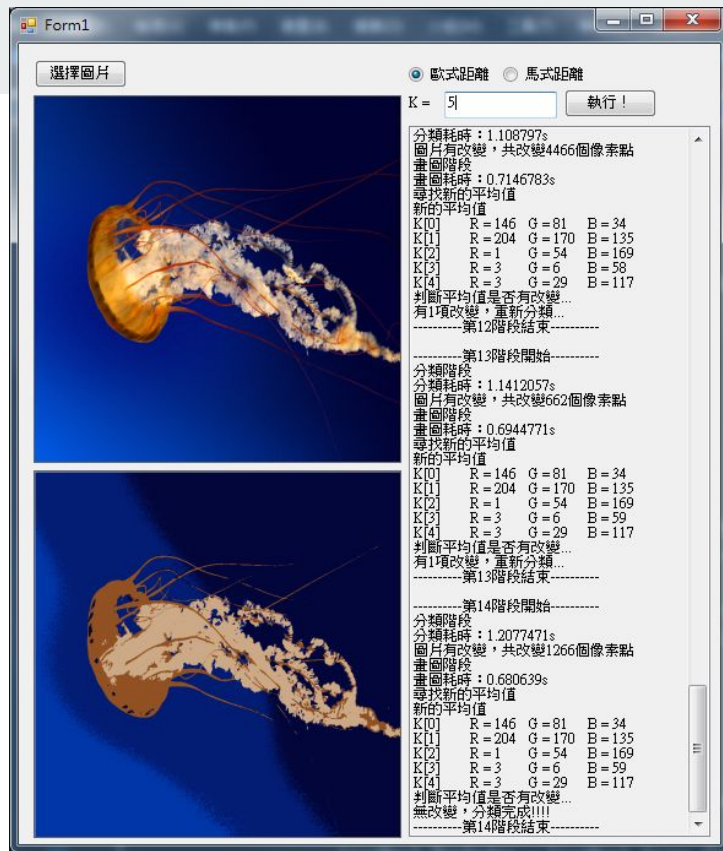 Form1
選擇圖片
歐式距離 馬式距離
K = 5 執行！
分類耗時：1.108797s
圖片有改變，共改變4466個像素點
畫圖階段
畫圖耗時：0.7146783s
尋找新的平均值
新的平均值
K[0] R = 146 G = 81 B = 34
K[1] R = 204 G = 170 B = 135
K[2] R = 1 G = 54 B = 169
K[3] R = 3 G = 6 B = 58
K[4] R = 3 G = 29 B = 117
判斷平均值是否有改變...
有1項改變，重新分類...
----------第12階段結束----------
----------第13階段開始----------
分類階段
分類耗時：1.1412057s
圖片有改變，共改變662個像素點
畫圖階段
畫圖耗時：0.6944771s
尋找新的平均值
新的平均值
K[0] R = 146 G = 81 B = 34
K[1] R = 204 G = 170 B = 135
K[2] R = 1 G = 54 B = 169
K[3] R = 3 G = 6 B = 59
K[4] R = 3 G = 29 B = 117
判斷平均值是否有改變...
有1項改變，重新分類...
----------第13階段結束----------
----------第14階段開始----------
分類階段
分類耗時：1.2077471s
圖片有改變，共改變1266個像素點
畫圖階段
畫圖耗時：0.680639s
尋找新的平均值
新的平均值
K[0] R = 146 G = 81 B = 34
K[1] R = 204 G = 170 B = 135
K[2] R = 1 G = 54 B = 169
K[3] R = 3 G = 6 B = 59
K[4] R = 3 G = 29 B = 117
判斷平均值是否有改變...
無改變，分類完成!!!!
----------第14階段結束----------